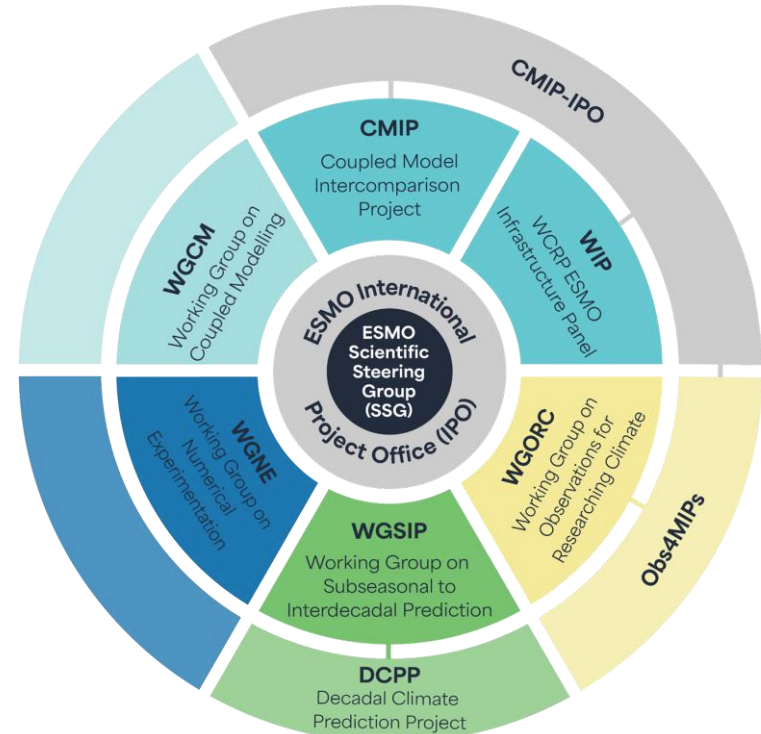 CMIP-IPO
CMIP
Coupled Model
Intercomparison
Project
WIP
WCRP ESMO
Infrastructure Panel
WGCM
Working Group on
Coupled Modelling
ESMO International
Project Office (IPO)
ESMO
Scientific
Steering
Group
(SSG)
WGNE
Working Group on
Numerical
Experimentation
WGORC
Working Group on
Observations for
Researching Climate
Obs4MIPs
WGSIP
Working Group on
Subseasonal to
Interdecadal Prediction
DCPP
Decadal Climate
Prediction Project